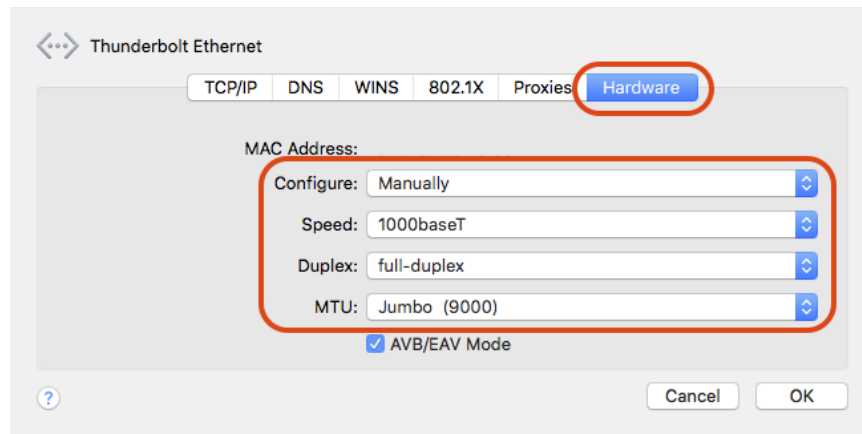 Thunderbolt Ethernet
TCP/IP DNS WINS 802.1X Proxies Hardware
MAC Address:
Configure: Manually
Speed: 1000baseT
Duplex: full-duplex
MTU: Jumbo (9000)
AVB/EAV Mode
? Cancel OK